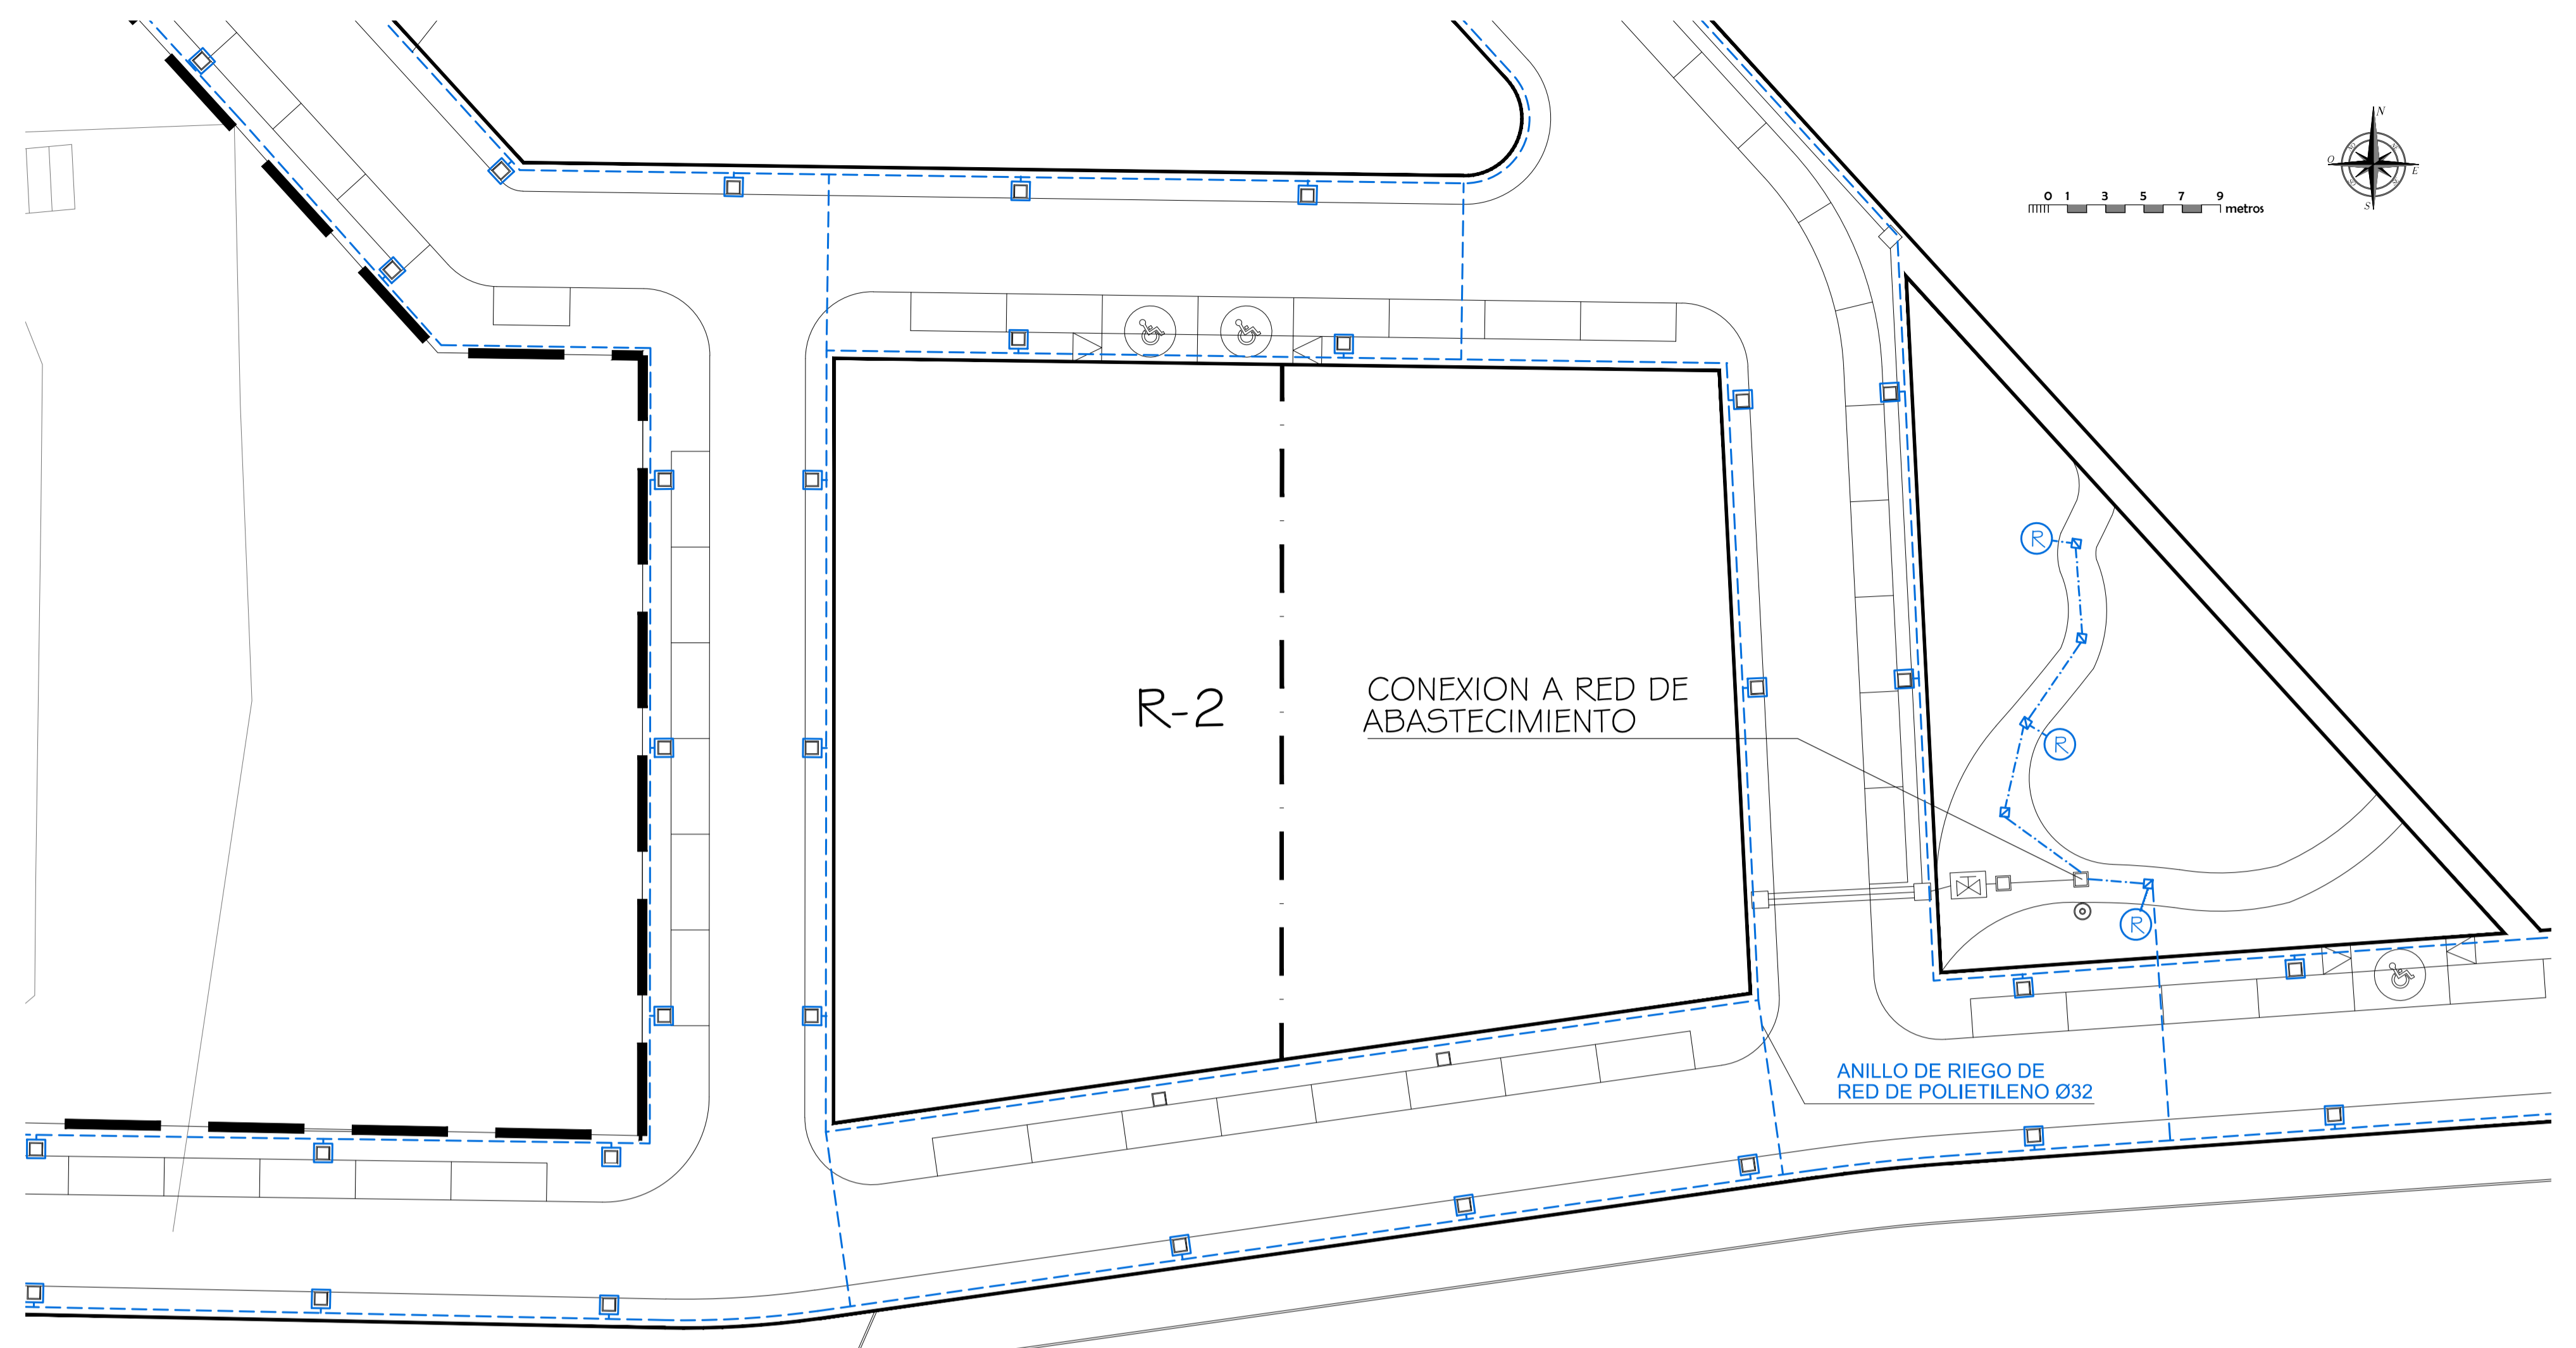 N
O
E
S
0 1 3 5 7 9
metros
R
R-2
CONEXION A RED DE
ABASTECIMIENTO
R
R
ANILLO DE RIEGO DE
RED DE POLIETILENO Ø32